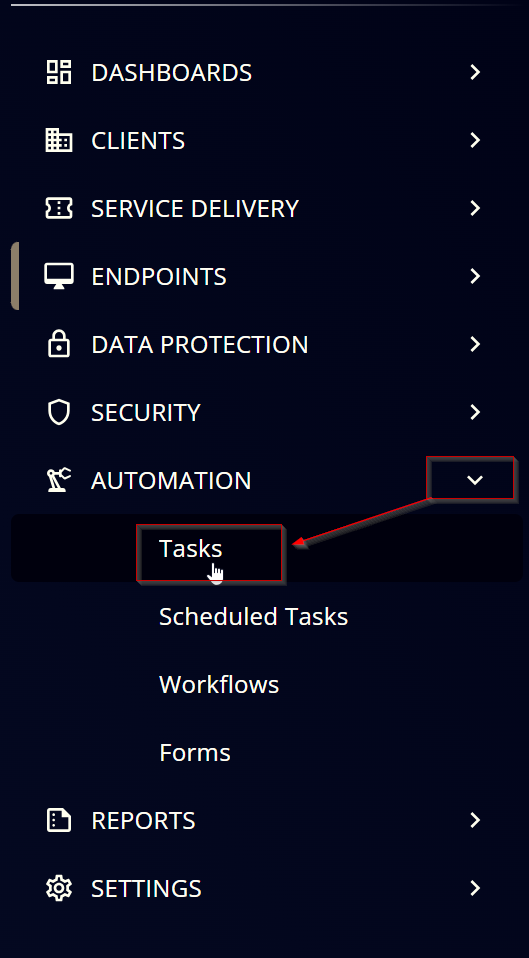 DASHBOARDS
CLIENTS
SERVICE DELIVERY
ENDPOINTS
DATA PROTECTION
SECURITY
AUTOMATION
Tasks
Scheduled Tasks
Workflows
Forms
REPORTS
SETTINGS